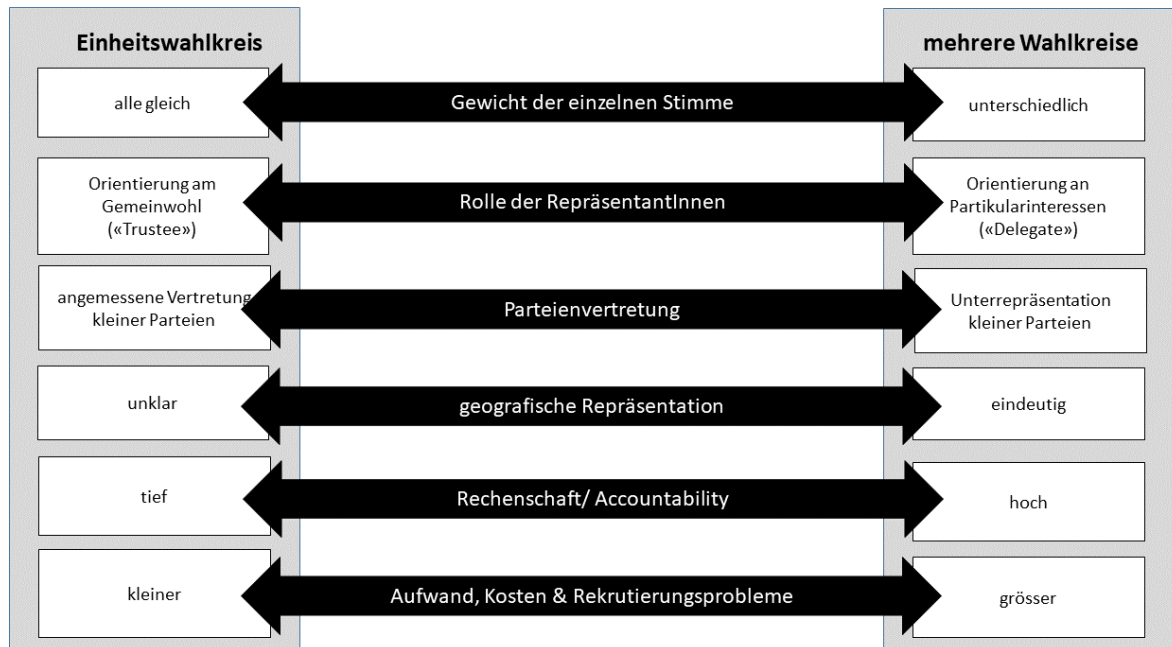 Einheitswahlkreis
mehrere Wahlkreise
alle gleich
Gewicht der einzelnen Stimme
unterschiedlich
Orientierung am
Gemeinwohl
(«Trustee»)
Rolle der RepräsentantInnen
Orientierung an
Partikularinteressen
(«Delegate»)
angemessene Vertretung
kleiner Parteien
Parteienvertretung
Unterrepräsentation
kleiner Parteien
unklar
geografische Repräsentation
eindeutig
tief
Rechenschaft/ Accountability
hoch
kleiner
Aufwand, Kosten & Rekrutierungsprobleme
grösser